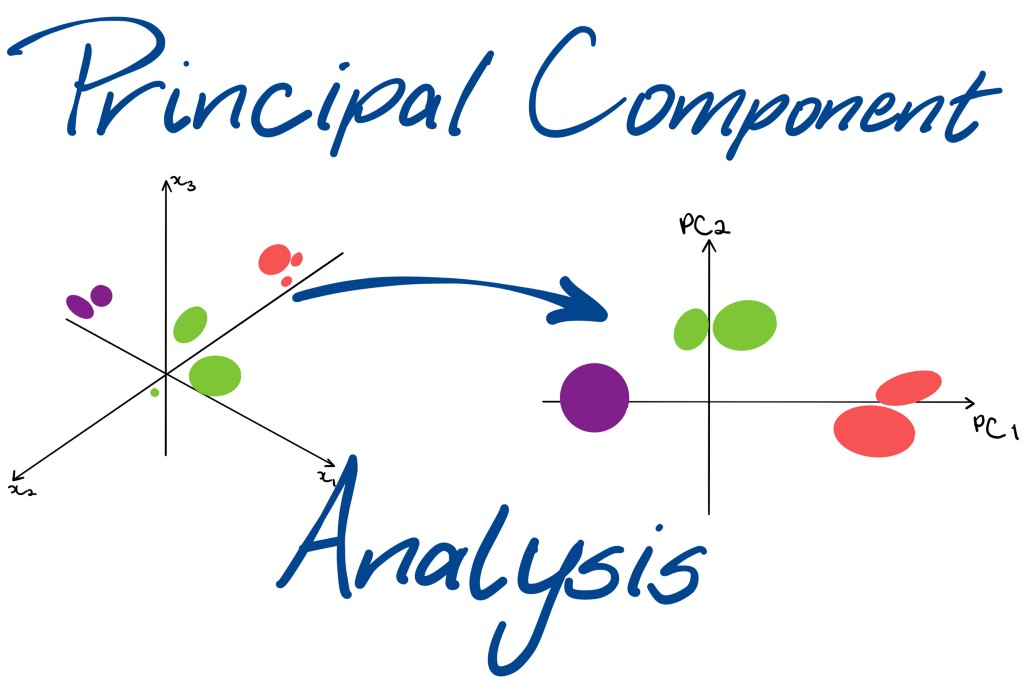 Principal Component
x₃
PC2
PC1
x₂
x₁
Analysis